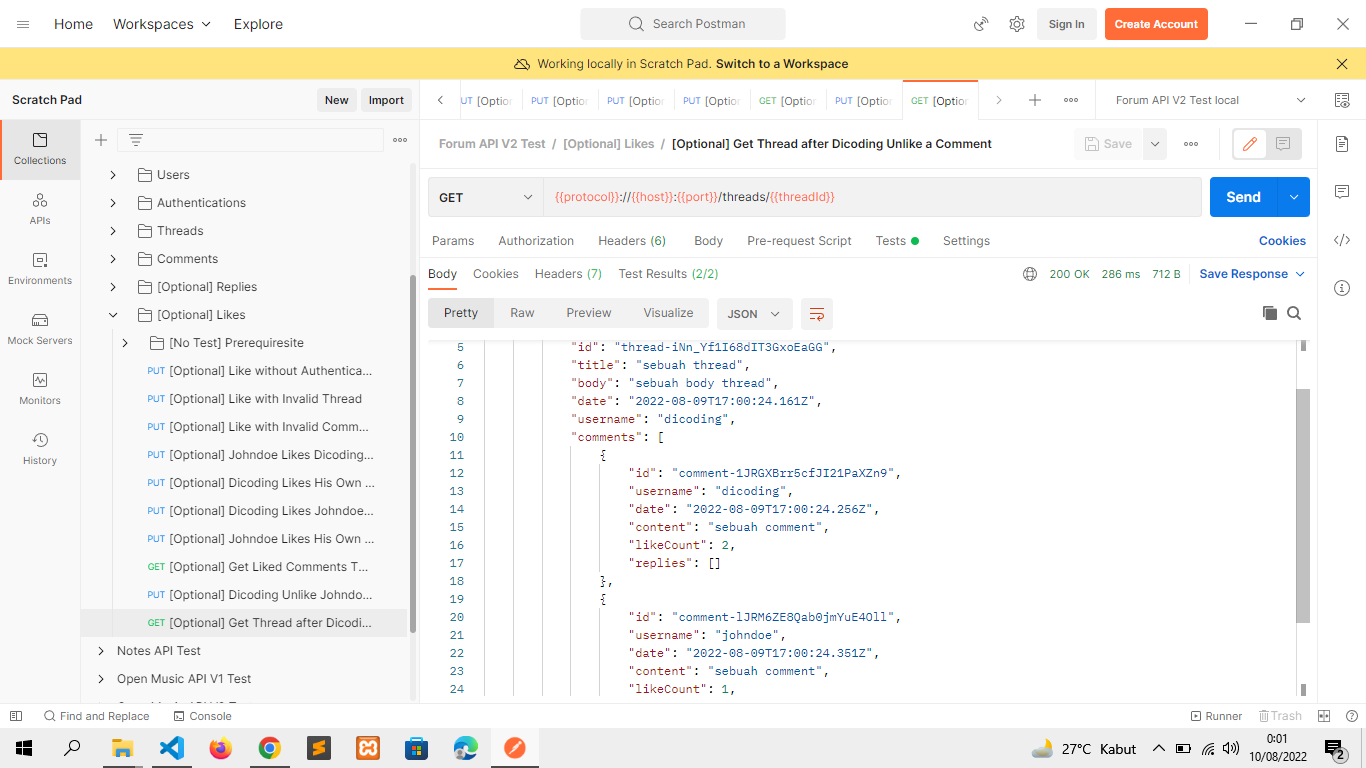 Home
Workspaces
Explore
Search Postman
Sign In
Create Account
Working locally in Scratch Pad. Switch to a Workspace
Scratch Pad
New
Import
UT [Optior
PUT [Optior
PUT [Optior
PUT [Optior
GET [Optior
PUT [Optior
GET [Optior
Forum API V2 Test local
Collections
APIs
Environments
Mock Servers
Monitors
History
Users
Authentications
Threads
Comments
[Optional] Replies
[Optional] Likes
[No Test] Prerequiresite
PUT [Optional] Like without Authentica...
PUT [Optional] Like with Invalid Thread
PUT [Optional] Like with Invalid Comm...
PUT [Optional] Johndoe Likes Dicoding...
PUT [Optional] Dicoding Likes His Own ...
PUT [Optional] Dicoding Likes Johndoe...
PUT [Optional] Johndoe Likes His Own ...
GET [Optional] Get Liked Comments T...
PUT [Optional] Dicoding Unlike Johndo...
GET [Optional] Get Thread after Dicodi...
Notes API Test
Open Music API V1 Test
Forum API V2 Test / [Optional] Likes / [Optional] Get Thread after Dicoding Unlike a Comment
Save
GET
{{protocol}}://{{host}}:{{port}}/threads/{{threadId}}
Send
Params
Authorization
Headers (6)
Body
Pre-request Script
Tests
Settings
Cookies
Body
Cookies
Headers (7)
Test Results (2/2)
200 OK
286 ms
712 B
Save Response
Pretty
Raw
Preview
Visualize
JSON
5 "id": "thread-iNn_Yf1I68dIT3GxoEaGG",
6 "title": "sebuah thread",
7 "body": "sebuah body thread",
8 "date": "2022-08-09T17:00:24.161Z",
9 "username": "dicoding",
10 "comments": [
11 {
12 "id": "comment-1JRGXBrr5cfJI21PaXZn9",
13 "username": "dicoding",
14 "date": "2022-08-09T17:00:24.256Z",
15 "content": "sebuah comment",
16 "likeCount": 2,
17 "replies": []
18 },
19 {
20 "id": "comment-lJRM6ZE8Qab0jmYuE4Oll",
21 "username": "johndoe",
22 "date": "2022-08-09T17:00:24.351Z",
23 "content": "sebuah comment",
24 "likeCount": 1,
Find and Replace
Console
Runner
Trash
27°C Kabut
0:01
10/08/2022
2